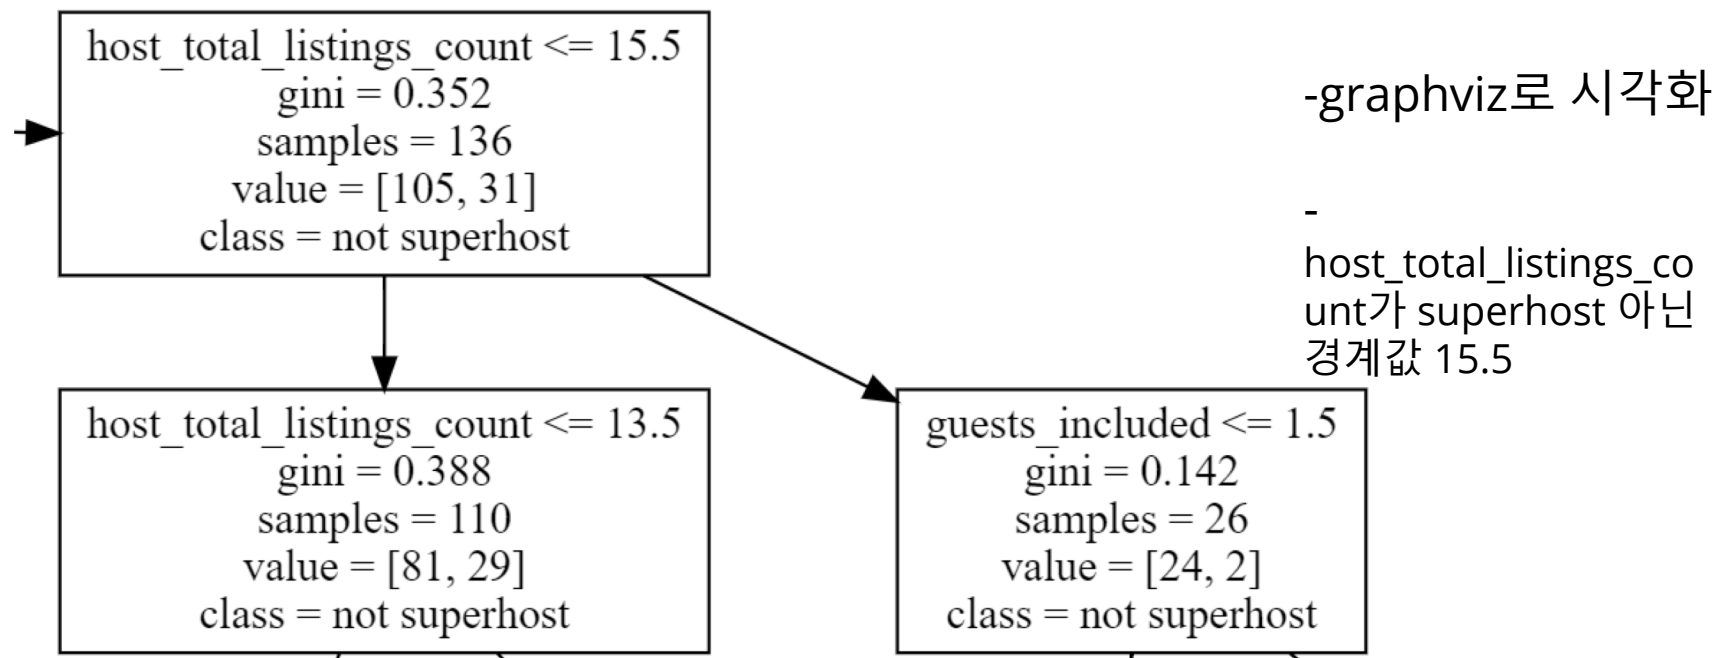 host_total_listings_count <= 15.5
gini = 0.352
samples = 136
value = [105, 31]
class = not superhost
host_total_listings_count <= 13.5
gini = 0.388
samples = 110
value = [81, 29]
class = not superhost
guests_included <= 1.5
gini = 0.142
samples = 26
value = [24, 2]
class = not superhost
-graphviz로 시각화
-
host_total_listings_co
unt가 superhost 아닌
경계값 15.5